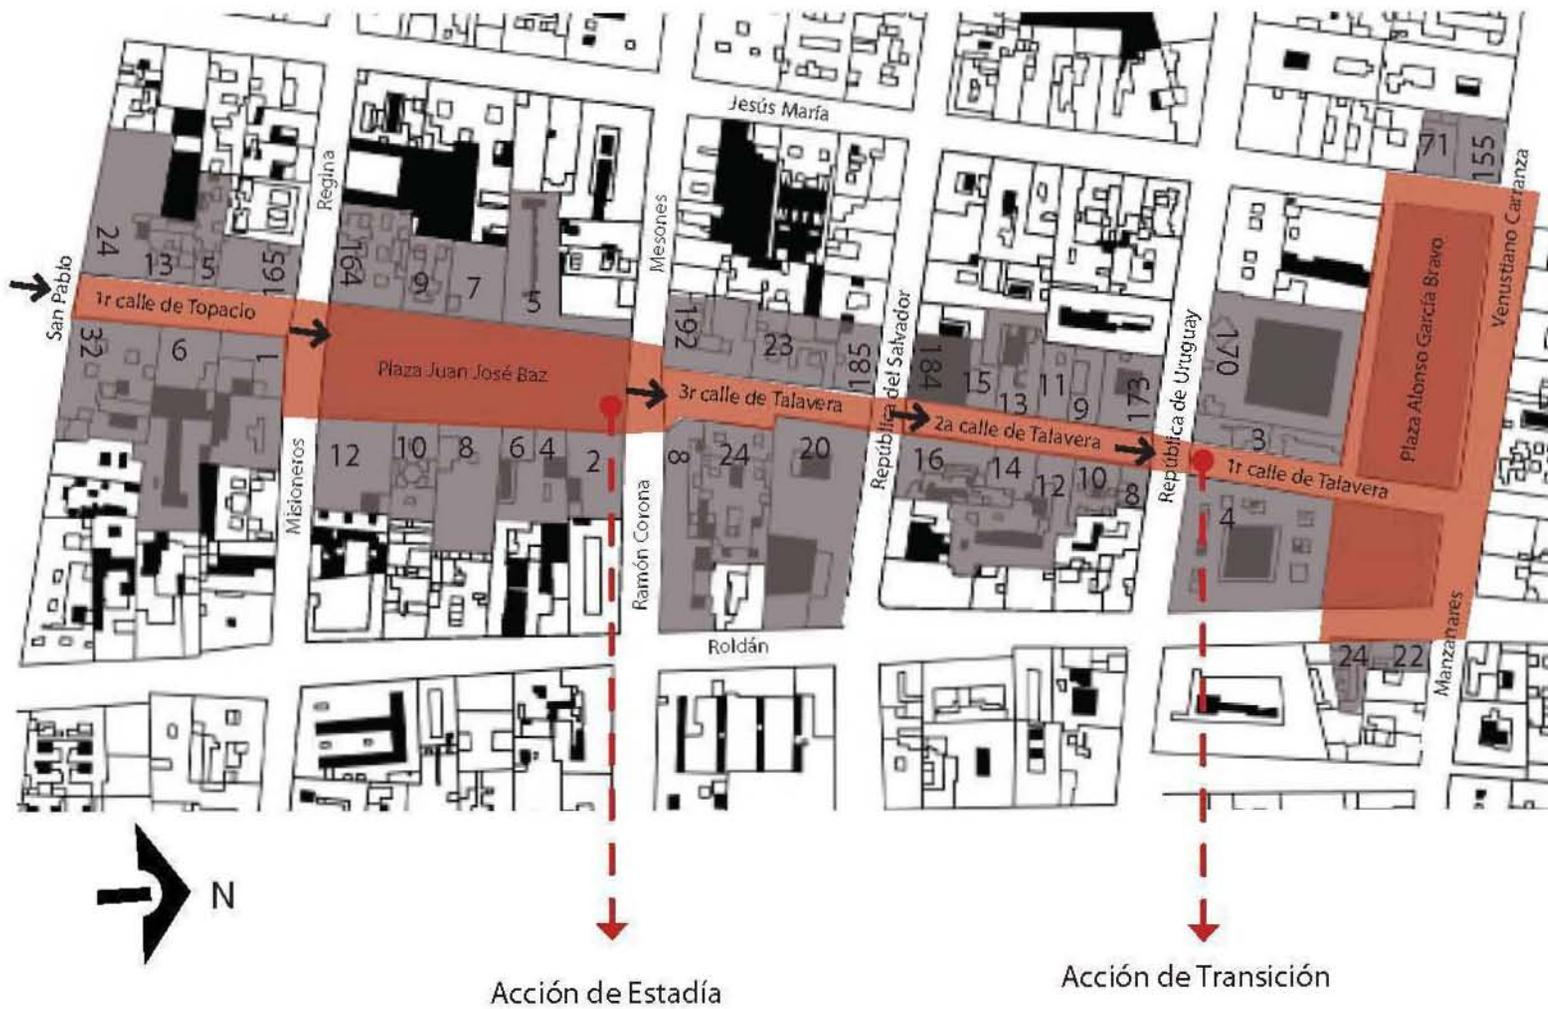 Jesús María
71
155
Venustiano Carranza
Regina
Mesones
24
13
5
165
164
9
7
5
192
23
185
República del Salvador
184
15
13
11
9
173
República de Uruguay
170
3
Plaza Alonso García Bravo
San Pablo
1r calle de Topacio
Plaza Juan José Baz
3r calle de Talavera
2a calle de Talavera
1r calle de Talavera
32
6
1
Misioneros
12
10
8
6
4
2
Ramón Corona
8
24
20
16
14
12
10
8
4
Roldán
24
22
Manzanares
N
Acción de Estadía
Acción de Transición